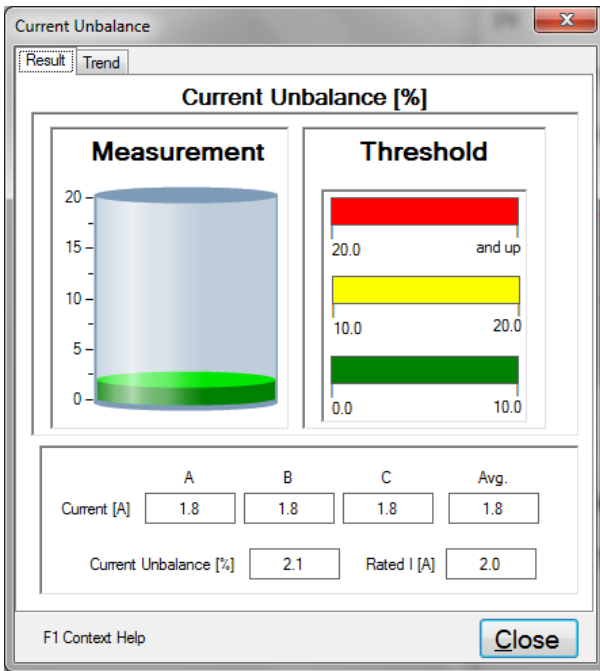 Current Unbalance
Result Trend
Current Unbalance [%]
Measurement
20
15
10
5
0
Threshold
20.0 and up
10.0 20.0
0.0 10.0
A B C Avg.
Current [A] 1.8 1.8 1.8 1.8
Current Unbalance [%] 2.1 Rated I [A] 2.0
F1 Context Help Close